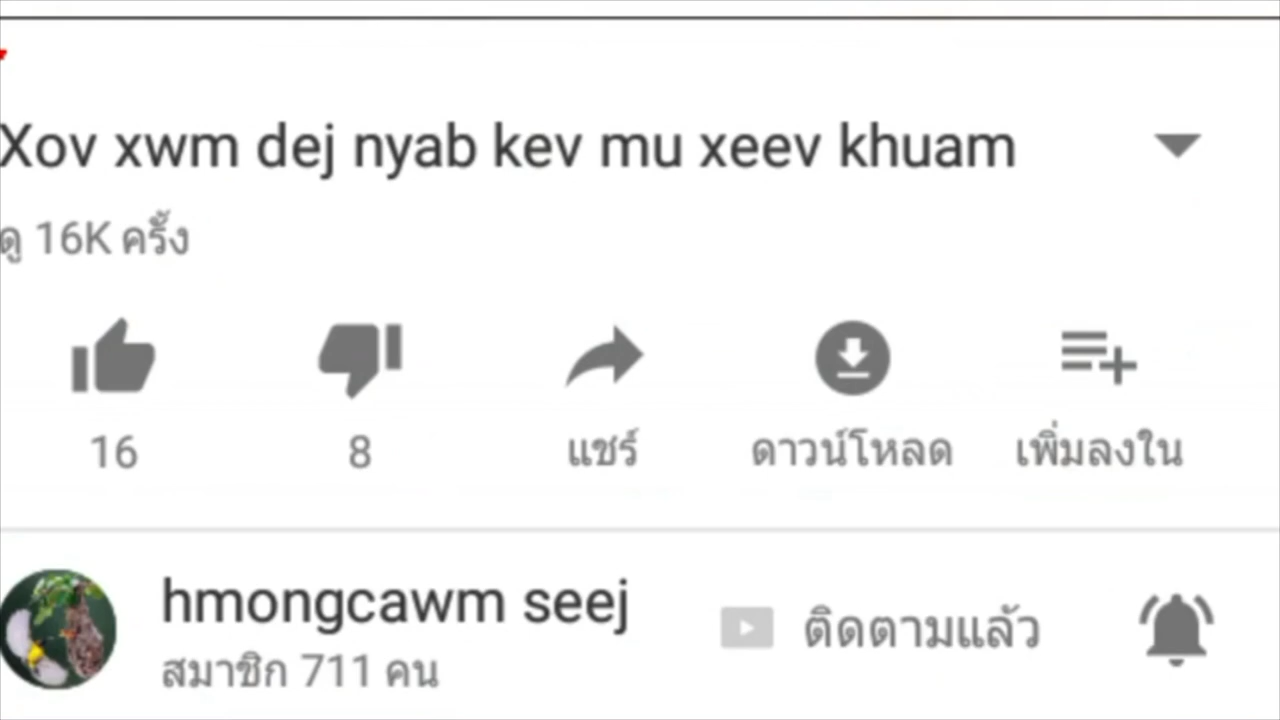 Xov xwm dej nyab kev mu xeev khuam
ดู 16K ครั้ง
16 8 แชร์ ดาวน์โหลด เพิ่มลงใน
hmongcawm seej
ติดตามแล้ว
สมาชิก 711 คน